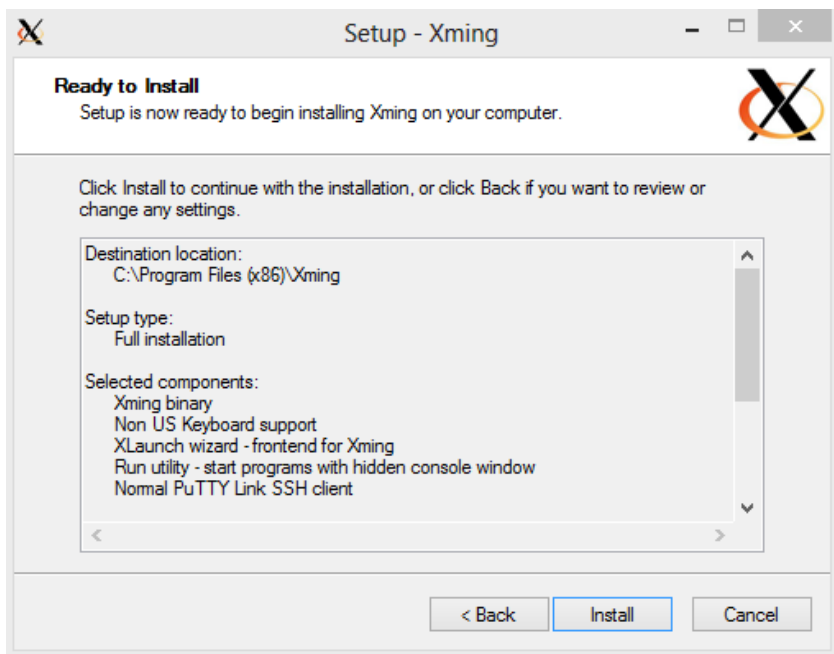 Setup - Xming
Ready to Install
Setup is now ready to begin installing Xming on your computer.
Click Install to continue with the installation, or click Back if you want to review or
change any settings.
Destination location:
C:\Program Files (x86)\Xming
Setup type:
Full installation
Selected components:
Xming binary
Non US Keyboard support
XLaunch wizard - frontend for Xming
Run utility - start programs with hidden console window
Normal PuTTY Link SSH client
< Back
Install
Cancel